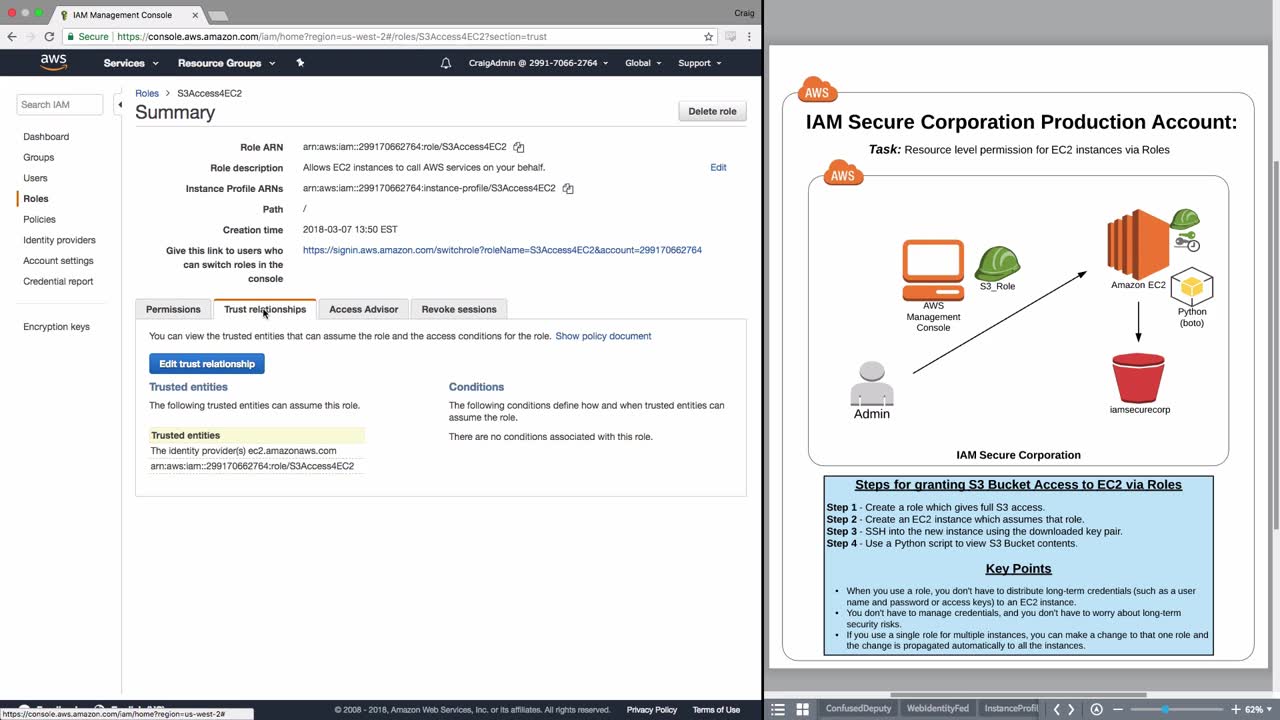 IAM Management Console
Craig
Secure
https://console.aws.amazon.com/iam/home?region=us-west-2#/roles/S3Access4EC2?section=trust
aws
Services
Resource Groups
CraigAdmin @ 2991-7066-2764
Global
Support
Search IAM
Dashboard
Groups
Users
Roles
Policies
Identity providers
Account settings
Credential report
Encryption keys
Roles > S3Access4EC2
Summary
Delete role
Role ARN arn:aws:iam::299170662764:role/S3Access4EC2
Role description Allows EC2 instances to call AWS services on your behalf. Edit
Instance Profile ARNs arn:aws:iam::299170662764:instance-profile/S3Access4EC2
Path /
Creation time 2018-03-07 13:50 EST
Give this link to users who https://signin.aws.amazon.com/switchrole?roleName=S3Access4EC2&account=299170662764
can switch roles in the
console
Permissions
Trust relationships
Access Advisor
Revoke sessions
You can view the trusted entities that can assume the role and the access conditions for the role. Show policy document
Edit trust relationship
Trusted entities
The following trusted entities can assume this role.
Trusted entities
The identity provider(s) ec2.amazonaws.com
arn:aws:iam::299170662764:role/S3Access4EC2
Conditions
The following conditions define how and when trusted entities can
assume the role.
There are no conditions associated with this role.
https://console.aws.amazon.com/iam/home?region=us-west-2#
© 2008 - 2018, Amazon Web Services, Inc. or its affiliates. All rights reserved.
Privacy Policy
Terms of Use
AWS
IAM Secure Corporation Production Account:
Task: Resource level permission for EC2 instances via Roles
AWS
S3_Role
AWS
Management
Console
Amazon EC2
Python
(boto)
Admin
iamsecurecorp
IAM Secure Corporation
Steps for granting S3 Bucket Access to EC2 via Roles
Step 1 - Create a role which gives full S3 access.
Step 2 - Create an EC2 instance which assumes that role.
Step 3 - SSH into the new instance using the downloaded key pair.
Step 4 - Use a Python script to view S3 Bucket contents.
Key Points
• When you use a role, you don't have to distribute long-term credentials (such as a user
name and password or access keys) to an EC2 instance.
• You don't have to manage credentials, and you don't have to worry about long-term
security risks.
• If you use a single role for multiple instances, you can make a change to that one role and
the change is propagated automatically to all the instances.
ConfusedDeputy
WebIdentityFed
InstanceProfil
62%